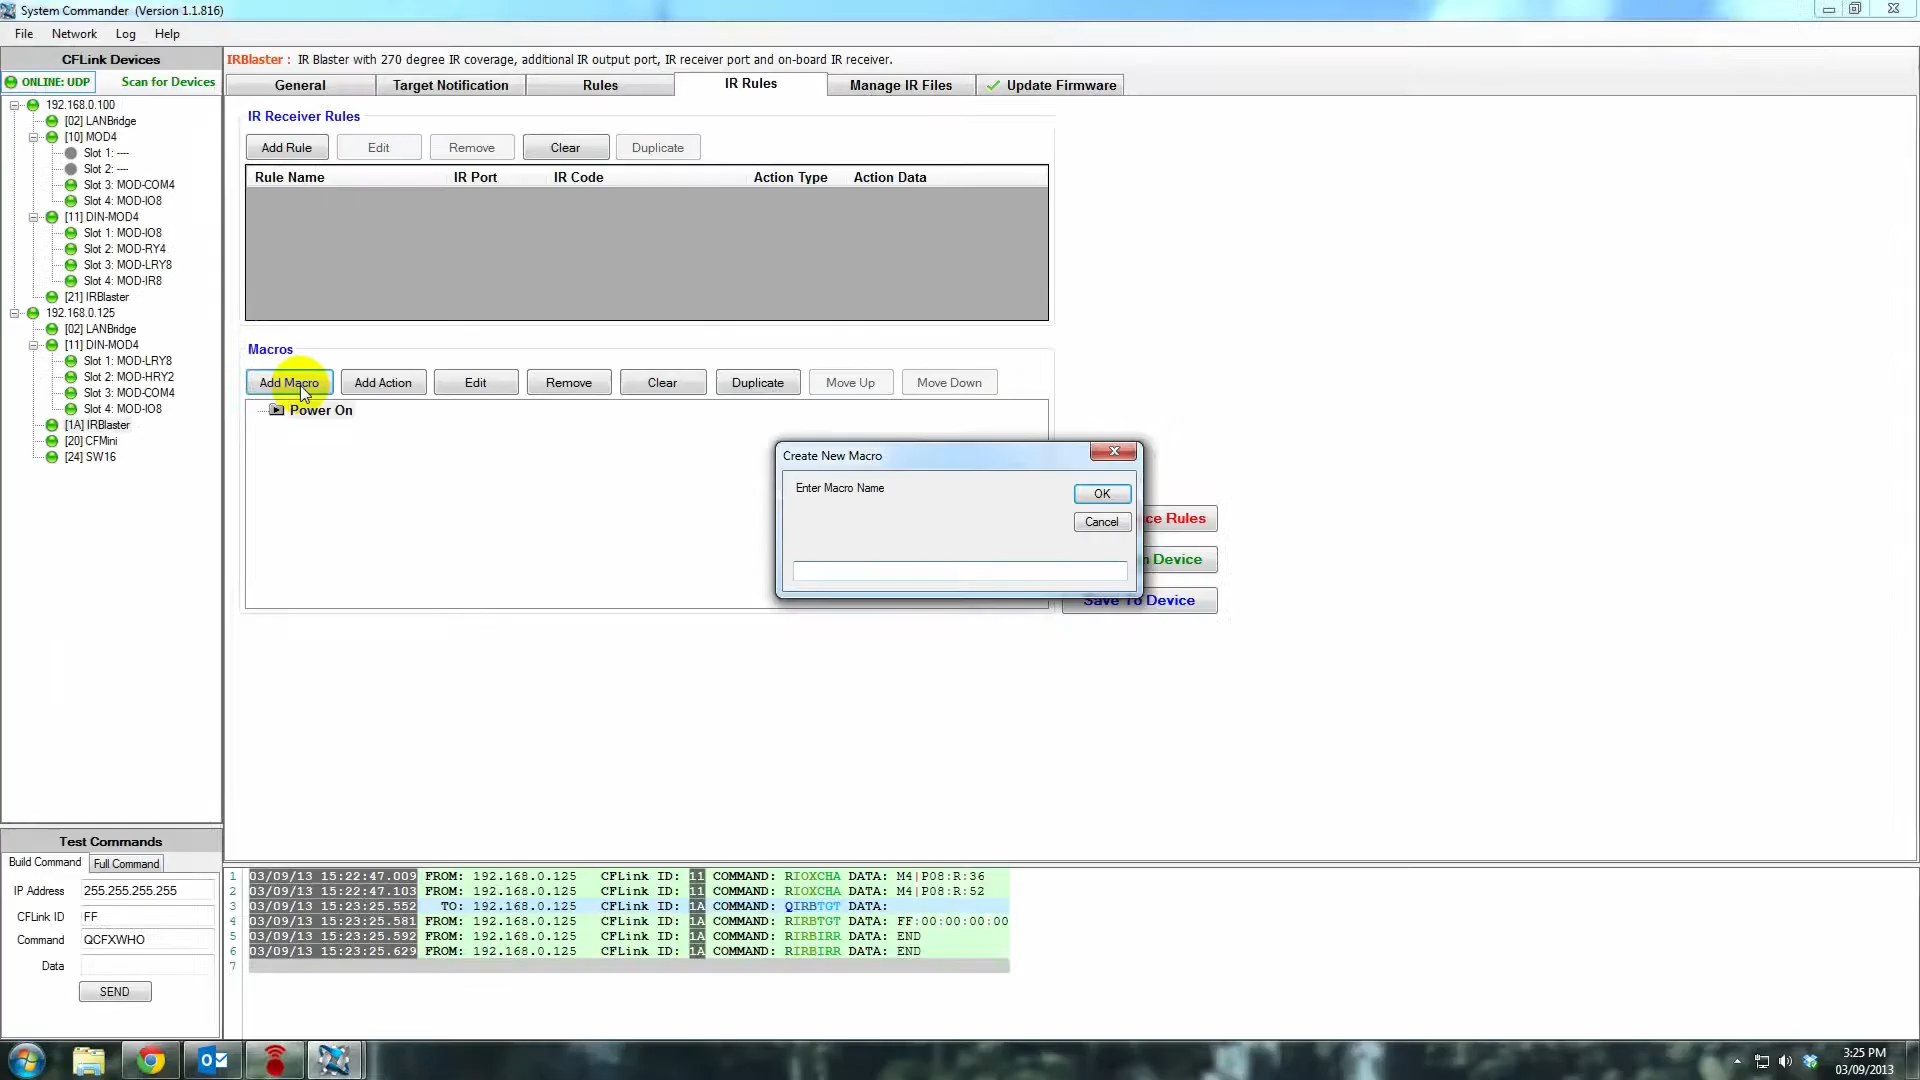 System Commander (Version 1.1.816)
File Network Log Help
CFLink Devices
ONLINE: UDP Scan for Devices
192.168.0.100
[02] LANBridge
[10] MOD4
Slot 1: ----
Slot 2: ----
Slot 3: MOD-COM4
Slot 4: MOD-IO8
[11] DIN-MOD4
Slot 1: MOD-IO8
Slot 2: MOD-RY4
Slot 3: MOD-LRY8
Slot 4: MOD-IR8
[21] IRBlaster
192.168.0.125
[02] LANBridge
[11] DIN-MOD4
Slot 1: MOD-LRY8
Slot 2: MOD-HRY2
Slot 3: MOD-COM4
Slot 4: MOD-IO8
[1A] IRBlaster
[20] CFMini
[24] SW16
IRBlaster : IR Blaster with 270 degree IR coverage, additional IR output port, IR receiver port and on-board IR receiver.
General Target Notification Rules IR Rules Manage IR Files Update Firmware
IR Receiver Rules
Add Rule Edit Remove Clear Duplicate
Rule Name IR Port IR Code Action Type Action Data
Macros
Add Macro Add Action Edit Remove Clear Duplicate Move Up Move Down
Power On
Create New Macro
Enter Macro Name
OK
Cancel
Rules
Device
Save To Device
Test Commands
Build Command Full Command
IP Address 255.255.255.255
CFLink ID FF
Command QCFXWHO
Data
SEND
1 03/09/13 15:22:47.009 FROM: 192.168.0.125 CFLink ID: 11 COMMAND: RIOXCHA DATA: M4|P08:R:36
2 03/09/13 15:22:47.103 FROM: 192.168.0.125 CFLink ID: 11 COMMAND: RIOXCHA DATA: M4|P08:R:52
3 03/09/13 15:23:25.552 TO: 192.168.0.125 CFLink ID: 1A COMMAND: QIRBTGT DATA:
4 03/09/13 15:23:25.581 FROM: 192.168.0.125 CFLink ID: 1A COMMAND: RIRBTGT DATA: FF:00:00:00:00
5 03/09/13 15:23:25.592 FROM: 192.168.0.125 CFLink ID: 1A COMMAND: RIRBIRR DATA: END
6 03/09/13 15:23:25.629 FROM: 192.168.0.125 CFLink ID: 1A COMMAND: RIRBIRR DATA: END
7
3:25 PM
03/09/2013